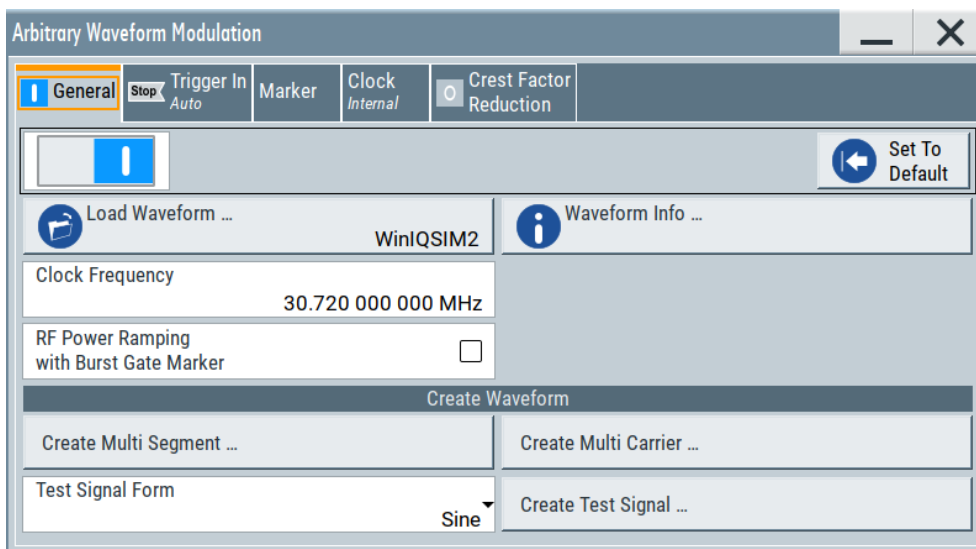 Arbitrary Waveform Modulation
General
Stop
Trigger In
Auto
Marker
Clock
Internal
Crest Factor
Reduction
Set To
Default
Load Waveform ...
WinIQSIM2
Waveform Info ...
Clock Frequency
30.720 000 000 MHz
RF Power Ramping
with Burst Gate Marker
Create Waveform
Create Multi Segment ...
Create Multi Carrier ...
Test Signal Form
Sine
Create Test Signal ...